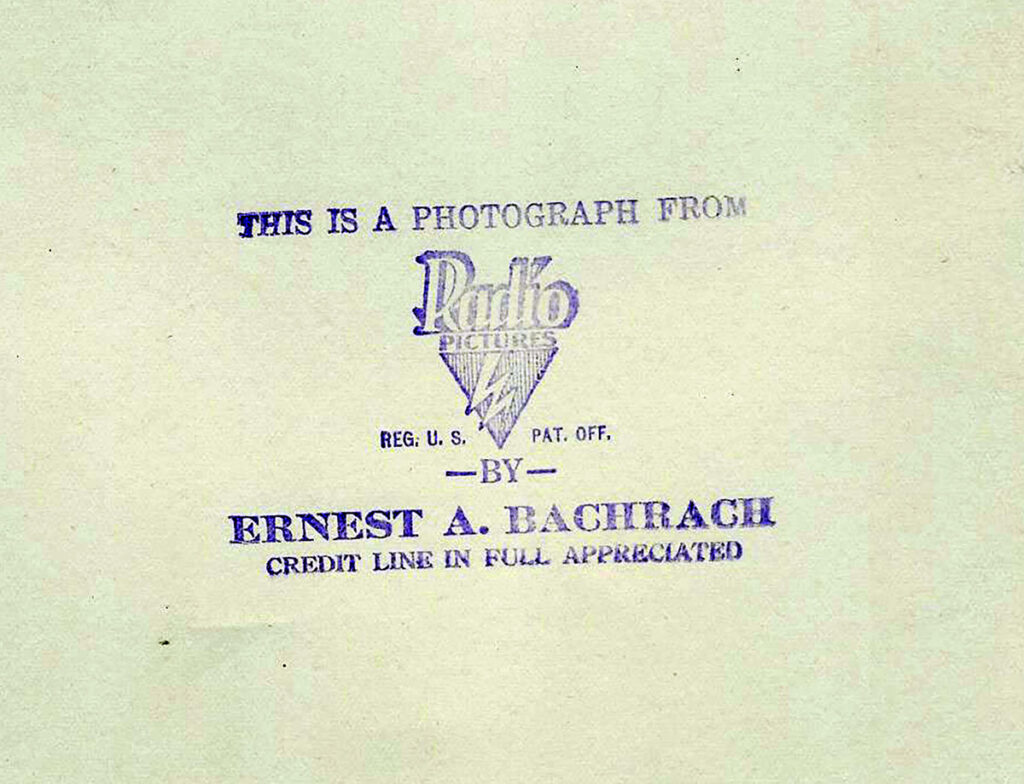 THIS IS A PHOTOGRAPH FROM
Radio
PICTURES
REG. U. S. PAT. OFF.
—BY—
ERNEST A. BACHRACH
CREDIT LINE IN FULL APPRECIATED